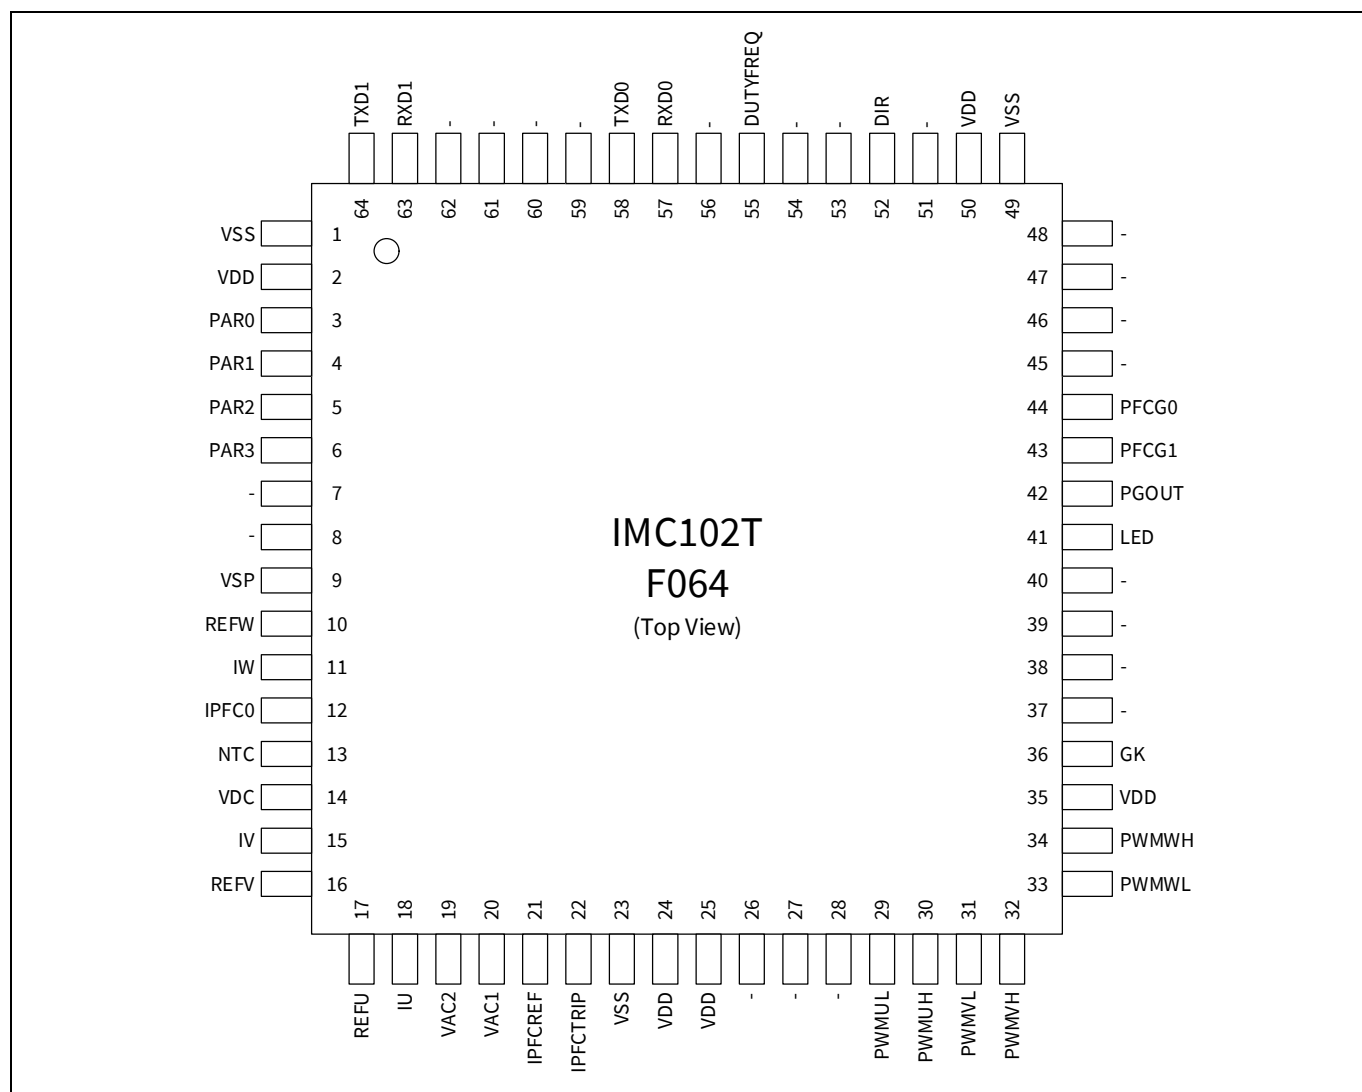 TXD1
RXD1
-
-
-
-
TXD0
RXD0
-
DUTYFREQ
-
-
DIR
-
VDD
VSS
64
63
62
61
60
59
58
57
56
55
54
53
52
51
50
49
VSS 1
VDD 2
PAR0 3
PAR1 4
PAR2 5
PAR3 6
- 7
- 8
VSP 9
REFW 10
IW 11
IPFC0 12
NTC 13
VDC 14
IV 15
REFV 16
IMC102T
F064
(Top View)
48 -
47 -
46 -
45 -
44 PFCG0
43 PFCG1
42 PGOUT
41 LED
40 -
39 -
38 -
37 -
36 GK
35 VDD
34 PWMWH
33 PWMWL
17
18
19
20
21
22
23
24
25
26
27
28
29
30
31
32
REFU
IU
VAC2
VAC1
IPFCREF
IPFCTRIP
VSS
VDD
VDD
-
-
-
PWMUL
PWMUH
PWMVL
PWMVH